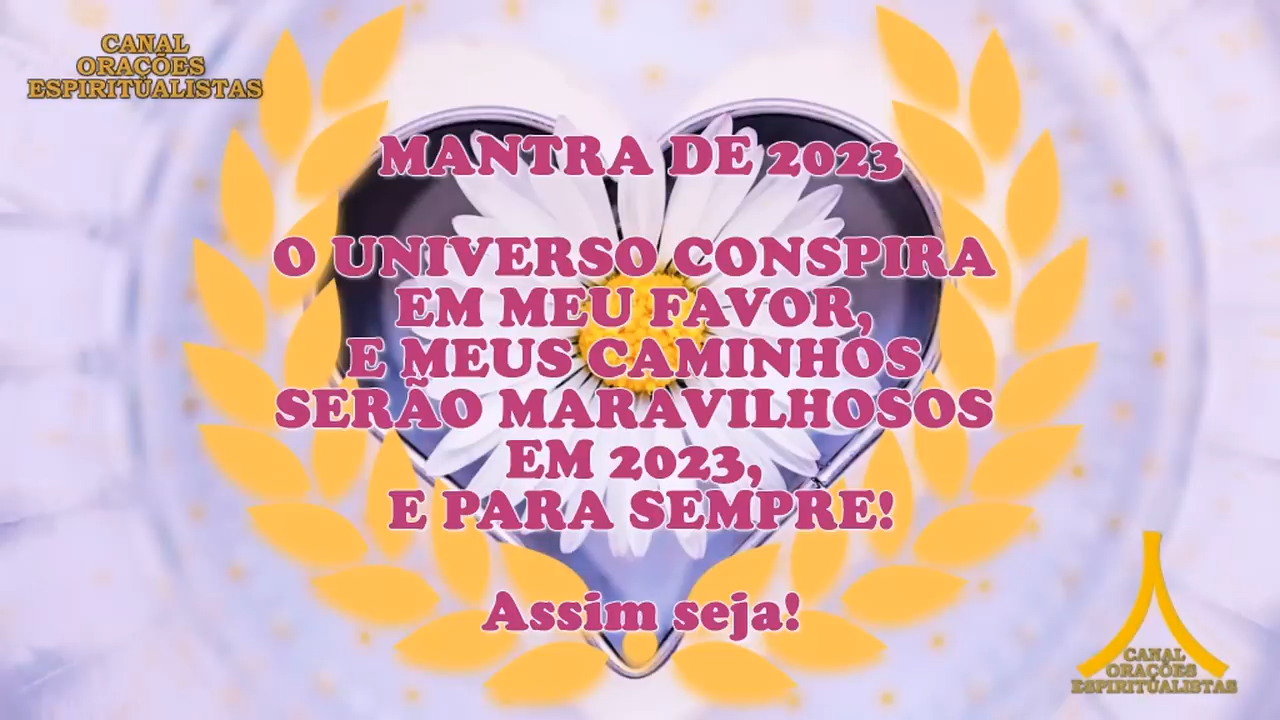 CANAL
ORAÇÕES
ESPIRITUALISTAS
MANTRA DE 2023
O UNIVERSO CONSPIRA
EM MEU FAVOR,
E MEUS CAMINHOS
SERÃO MARAVILHOSOS
EM 2023,
E PARA SEMPRE!
Assim seja!
CANAL
ORAÇÕES
ESPIRITUALISTAS